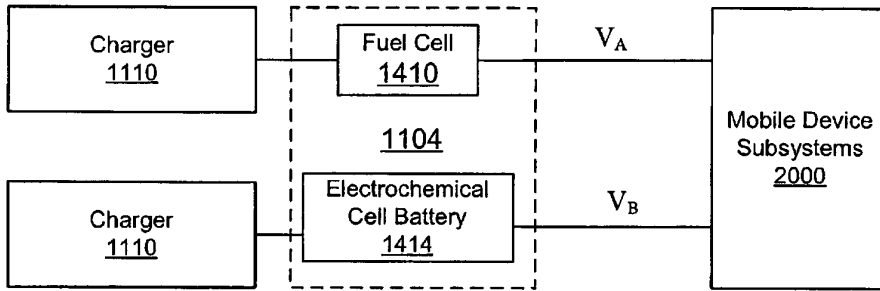 Charger
1110
Fuel Cell
1410
V_A
1104
Mobile Device
Subsystems
2000
Charger
1110
Electrochemical
Cell Battery
1414
V_B